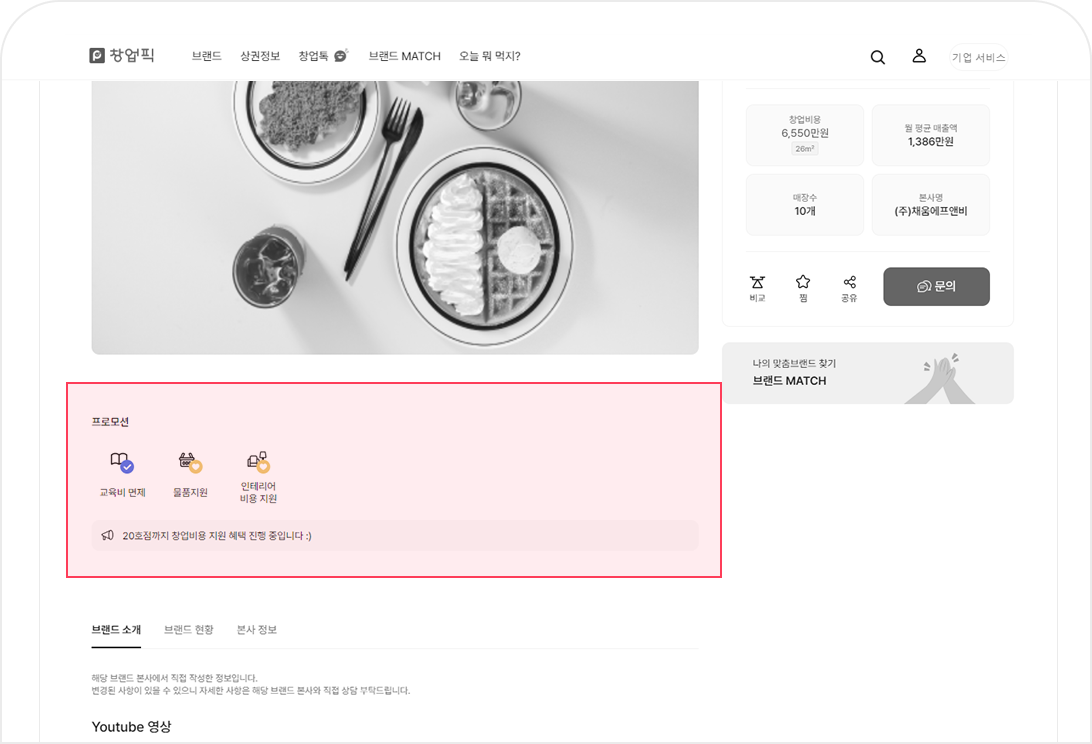 창업픽
브랜드
상권정보
창업톡
브랜드 MATCH
오늘 뭐 먹지?
기업 서비스
창업비용
6,550만원
26m²
월 평균 매출액
1,386만원
매장수
10개
본사명
(주)채움에프앤비
비교
찜
공유
문의
나의 맞춤브랜드 찾기
브랜드 MATCH
프로모션
교육비 면제
물품지원
인테리어
비용 지원
20호점까지 창업비용 지원 혜택 진행 중입니다 :)
브랜드 소개
브랜드 현황
본사 정보
해당 브랜드 본사에서 직접 작성한 정보입니다.
변경된 사항이 있을 수 있으니 자세한 사항은 해당 브랜드 본사와 직접 상담 부탁드립니다.
Youtube 영상